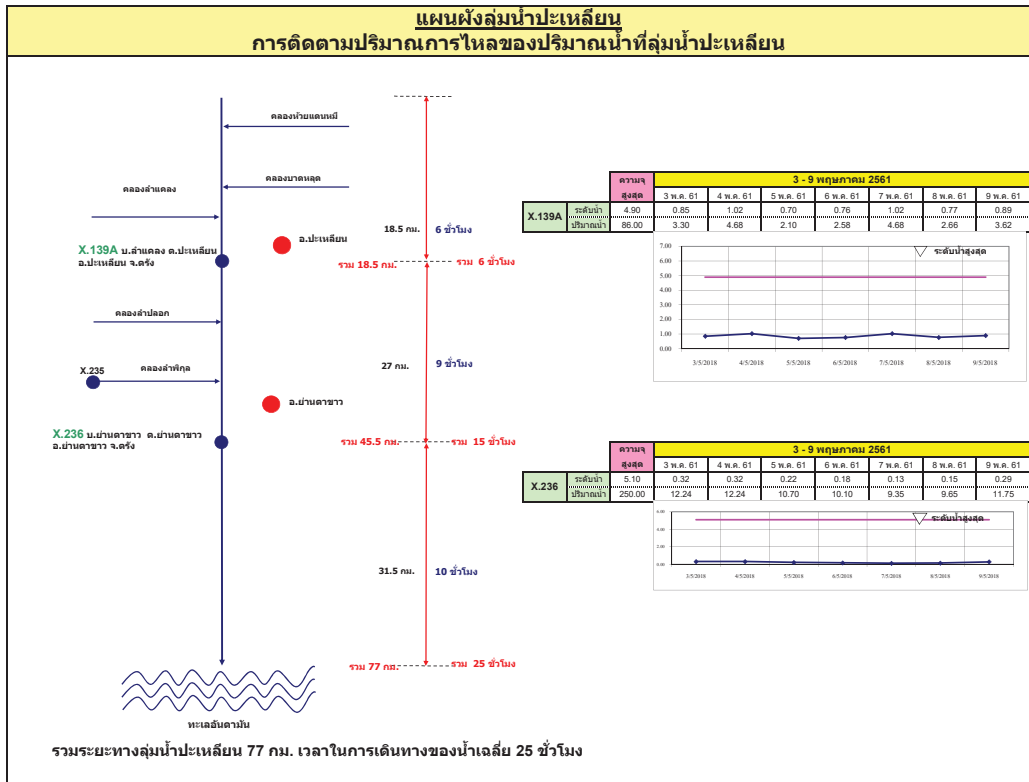 แผนผังลุ่มน้ำปะเหลียน
การติดตามปริมาณการไหลของปริมาณน้ำที่ลุ่มน้ำปะเหลียน
คลองห้วยแดนหมี
คลองบาดหลุด
คลองลำแคลง
X.139A บ.ลำแคลง ต.ปะเหลียน
อ.ปะเหลียน จ.ตรัง
อ.ปะเหลียน
18.5 กม. 6 ชั่วโมง
รวม 18.5 กม. รวม 6 ชั่วโมง
คลองลำปลอก
X.235 คลองลำพิกุล
27 กม. 9 ชั่วโมง
อ.ย่านตาขาว
X.236 บ.ย่านตาขาว ต.ย่านตาขาว
อ.ย่านตาขาว จ.ตรัง
รวม 45.5 กม. รวม 15 ชั่วโมง
31.5 กม. 10 ชั่วโมง
รวม 77 กม. รวม 25 ชั่วโมง
ทะเลอันดามัน
รวมระยะทางลุ่มน้ำปะเหลียน 77 กม. เวลาในการเดินทางของน้ำเฉลี่ย 25 ชั่วโมง
ความจุสูงสุด 3 - 9 พฤษภาคม 2561
3 พ.ค. 61 4 พ.ค. 61 5 พ.ค. 61 6 พ.ค. 61 7 พ.ค. 61 8 พ.ค. 61 9 พ.ค. 61
X.139A
ระดับน้ำ 4.90 0.85 1.02 0.70 0.76 1.02 0.77 0.89
ปริมาณน้ำ 86.00 3.30 4.68 2.10 2.58 4.68 2.66 3.62
ระดับน้ำสูงสุด
7.00
6.00
5.00
4.00
3.00
2.00
1.00
0.00
3/5/2018 4/5/2018 5/5/2018 6/5/2018 7/5/2018 8/5/2018 9/5/2018
ความจุสูงสุด 3 - 9 พฤษภาคม 2561
3 พ.ค. 61 4 พ.ค. 61 5 พ.ค. 61 6 พ.ค. 61 7 พ.ค. 61 8 พ.ค. 61 9 พ.ค. 61
X.236
ระดับน้ำ 5.10 0.32 0.32 0.22 0.18 0.13 0.15 0.29
ปริมาณน้ำ 250.00 12.24 12.24 10.70 10.10 9.35 9.65 11.75
ระดับน้ำสูงสุด
6.00
4.00
2.00
0.00
3/5/2018 4/5/2018 5/5/2018 6/5/2018 7/5/2018 8/5/2018 9/5/2018